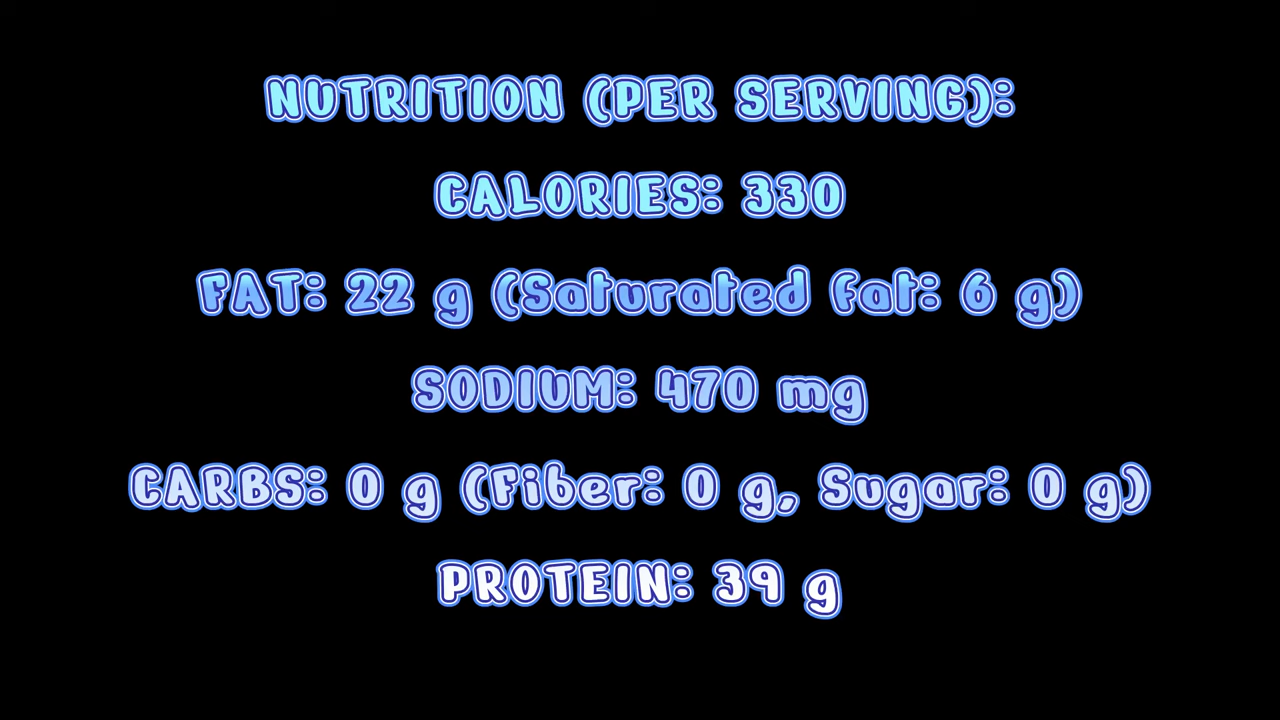 NUTRITION (PER SERVING):
CALORIES: 330
FAT: 22 g (Saturated fat: 6 g)
SODIUM: 470 mg
CARBS: 0 g (Fiber: 0 g, Sugar: 0 g)
PROTEIN: 39 g